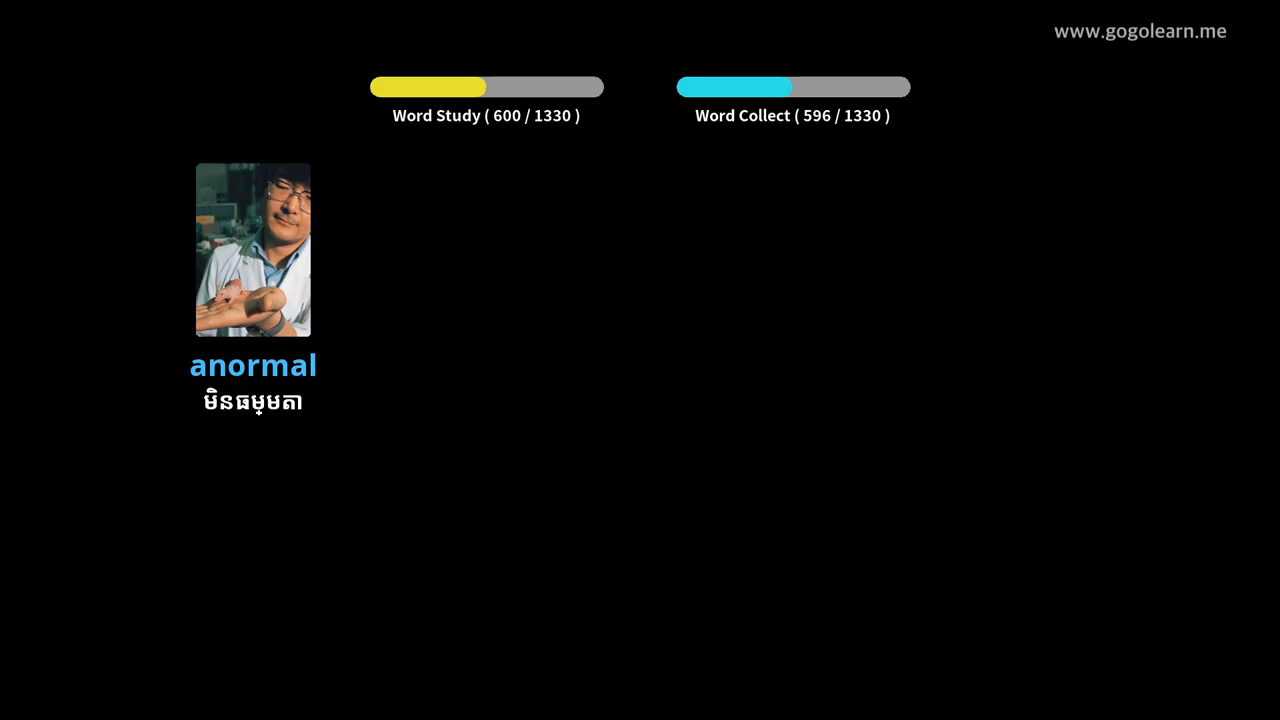 www.gogolearn.me
Word Study ( 600 / 1330 )
Word Collect ( 596 / 1330 )
anormal
មិនធម្មតា